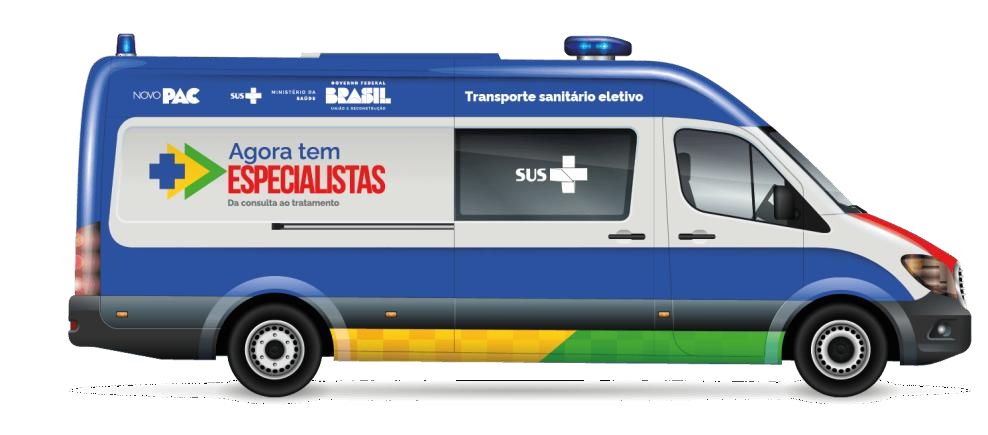 NOVO PAC
SUS
MINISTÉRIO DA
SAÚDE
GOVERNO FEDERAL
BRASIL
UNIÃO E RECONSTRUÇÃO
Transporte sanitário eletivo
Agora tem
ESPECIALISTAS
Da consulta ao tratamento
SUS